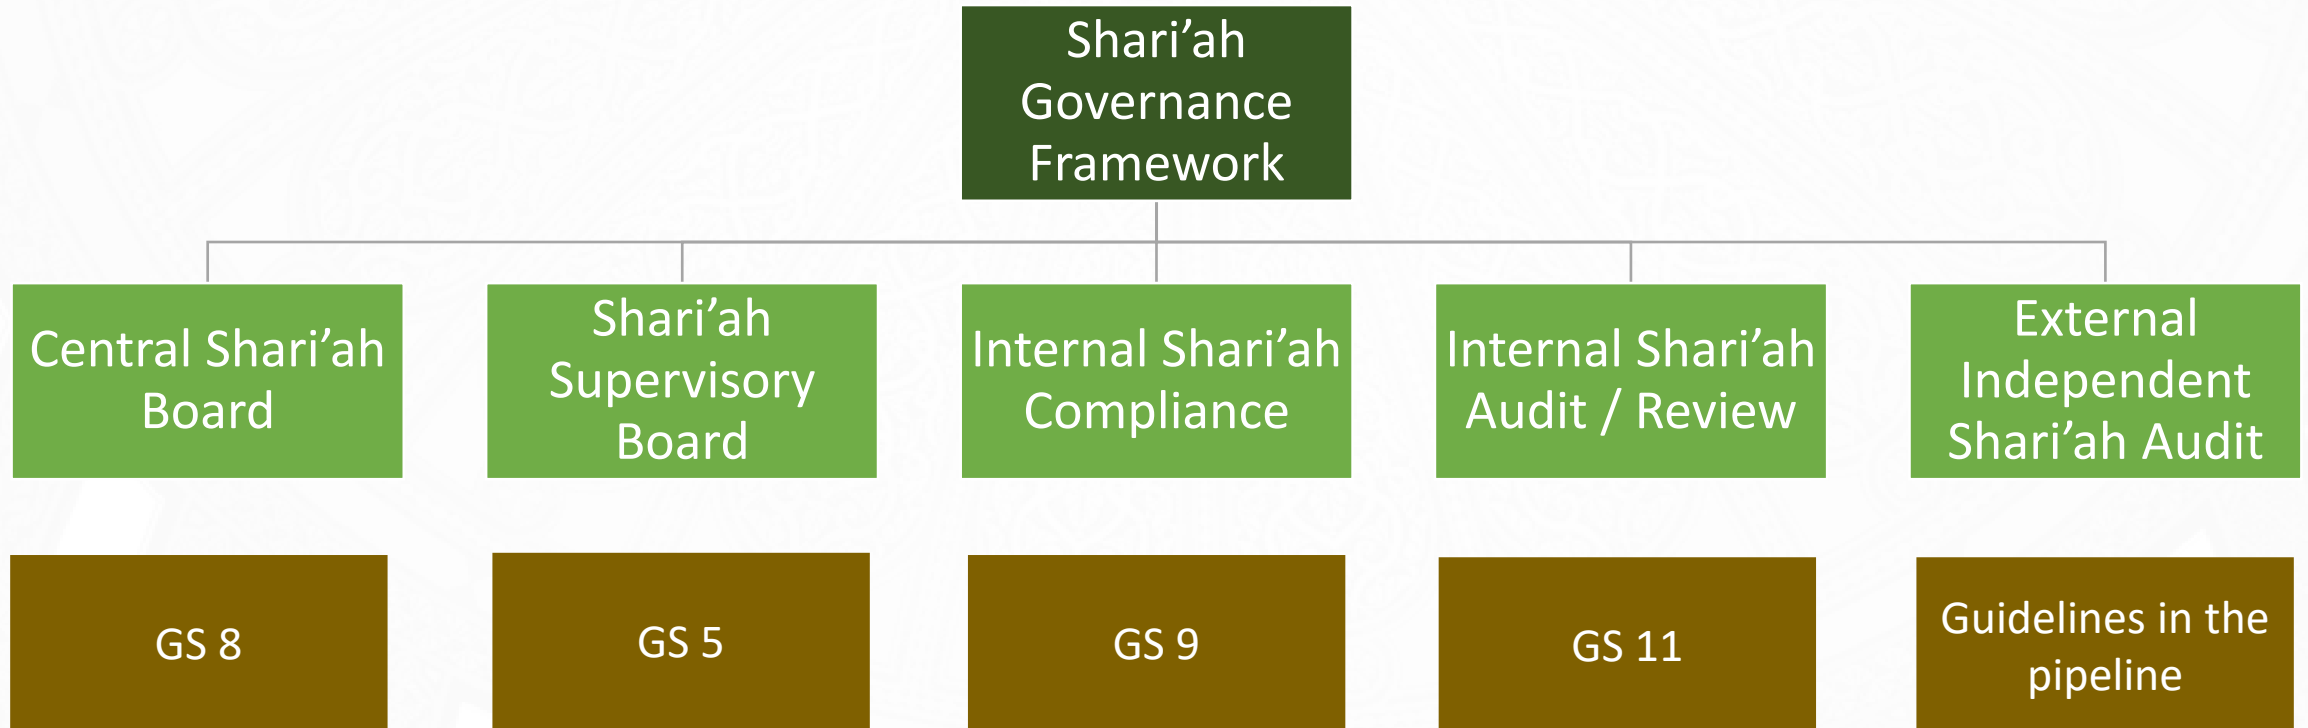 Shari’ah
Governance
Framework
Central Shari’ah
Board
Shari’ah
Supervisory
Board
Internal Shari’ah
Compliance
Internal Shari’ah
Audit / Review
External
Independent
Shari’ah Audit
GS 8
GS 5
GS 9
GS 11
Guidelines in the
pipeline